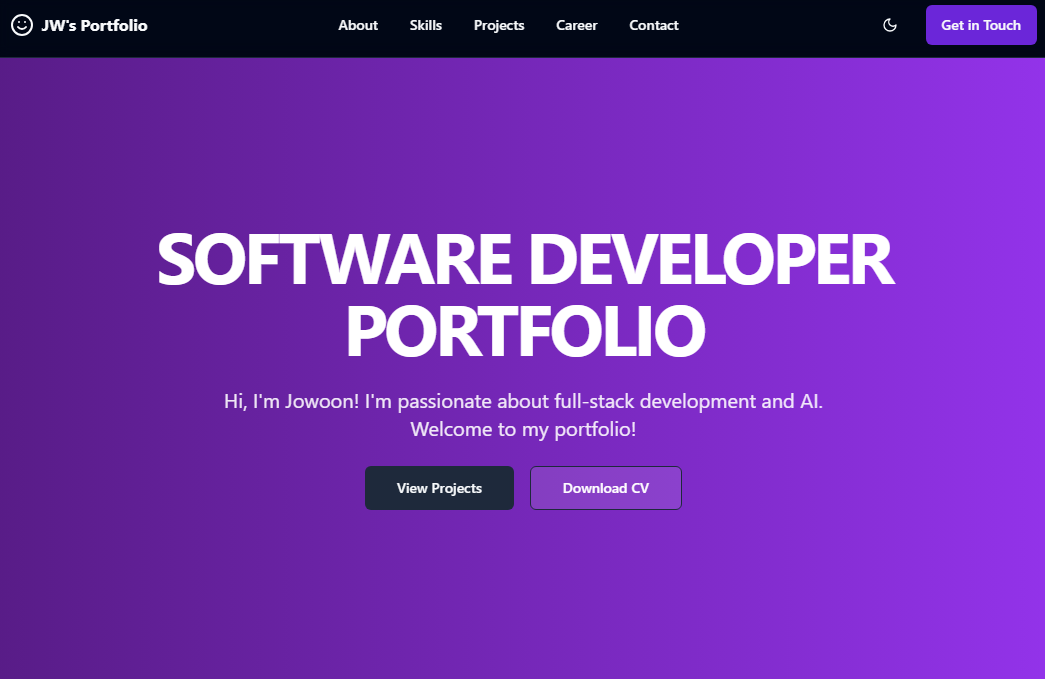 JW's Portfolio
About
Skills
Projects
Career
Contact
Get in Touch
SOFTWARE DEVELOPER
PORTFOLIO
Hi, I'm Jowoon! I'm passionate about full-stack development and AI.
Welcome to my portfolio!
View Projects
Download CV